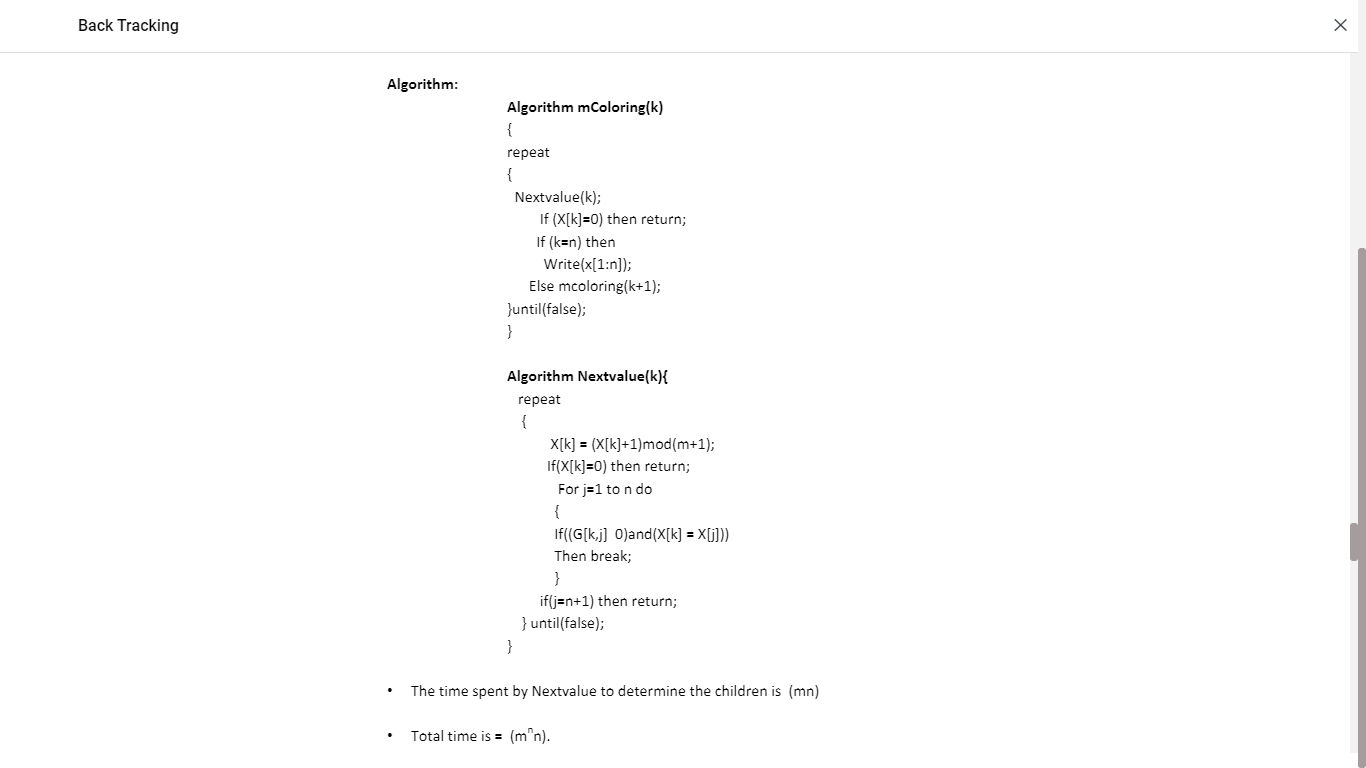 Back Tracking
Algorithm:
Algorithm mColoring(k)
{
repeat
{
Nextvalue(k);
If (X[k]=0) then return;
If (k=n) then
Write(x[1:n]);
Else mcoloring(k+1);
}until(false);
}
Algorithm Nextvalue(k){
repeat
{
X[k] = (X[k]+1)mod(m+1);
If(X[k]=0) then return;
For j=1 to n do
{
If((G[k,j]  0)and(X[k] = X[j]))
Then break;
}
if(j=n+1) then return;
} until(false);
}
• The time spent by Nextvalue to determine the children is  (mn)
• Total time is =  (mⁿn).